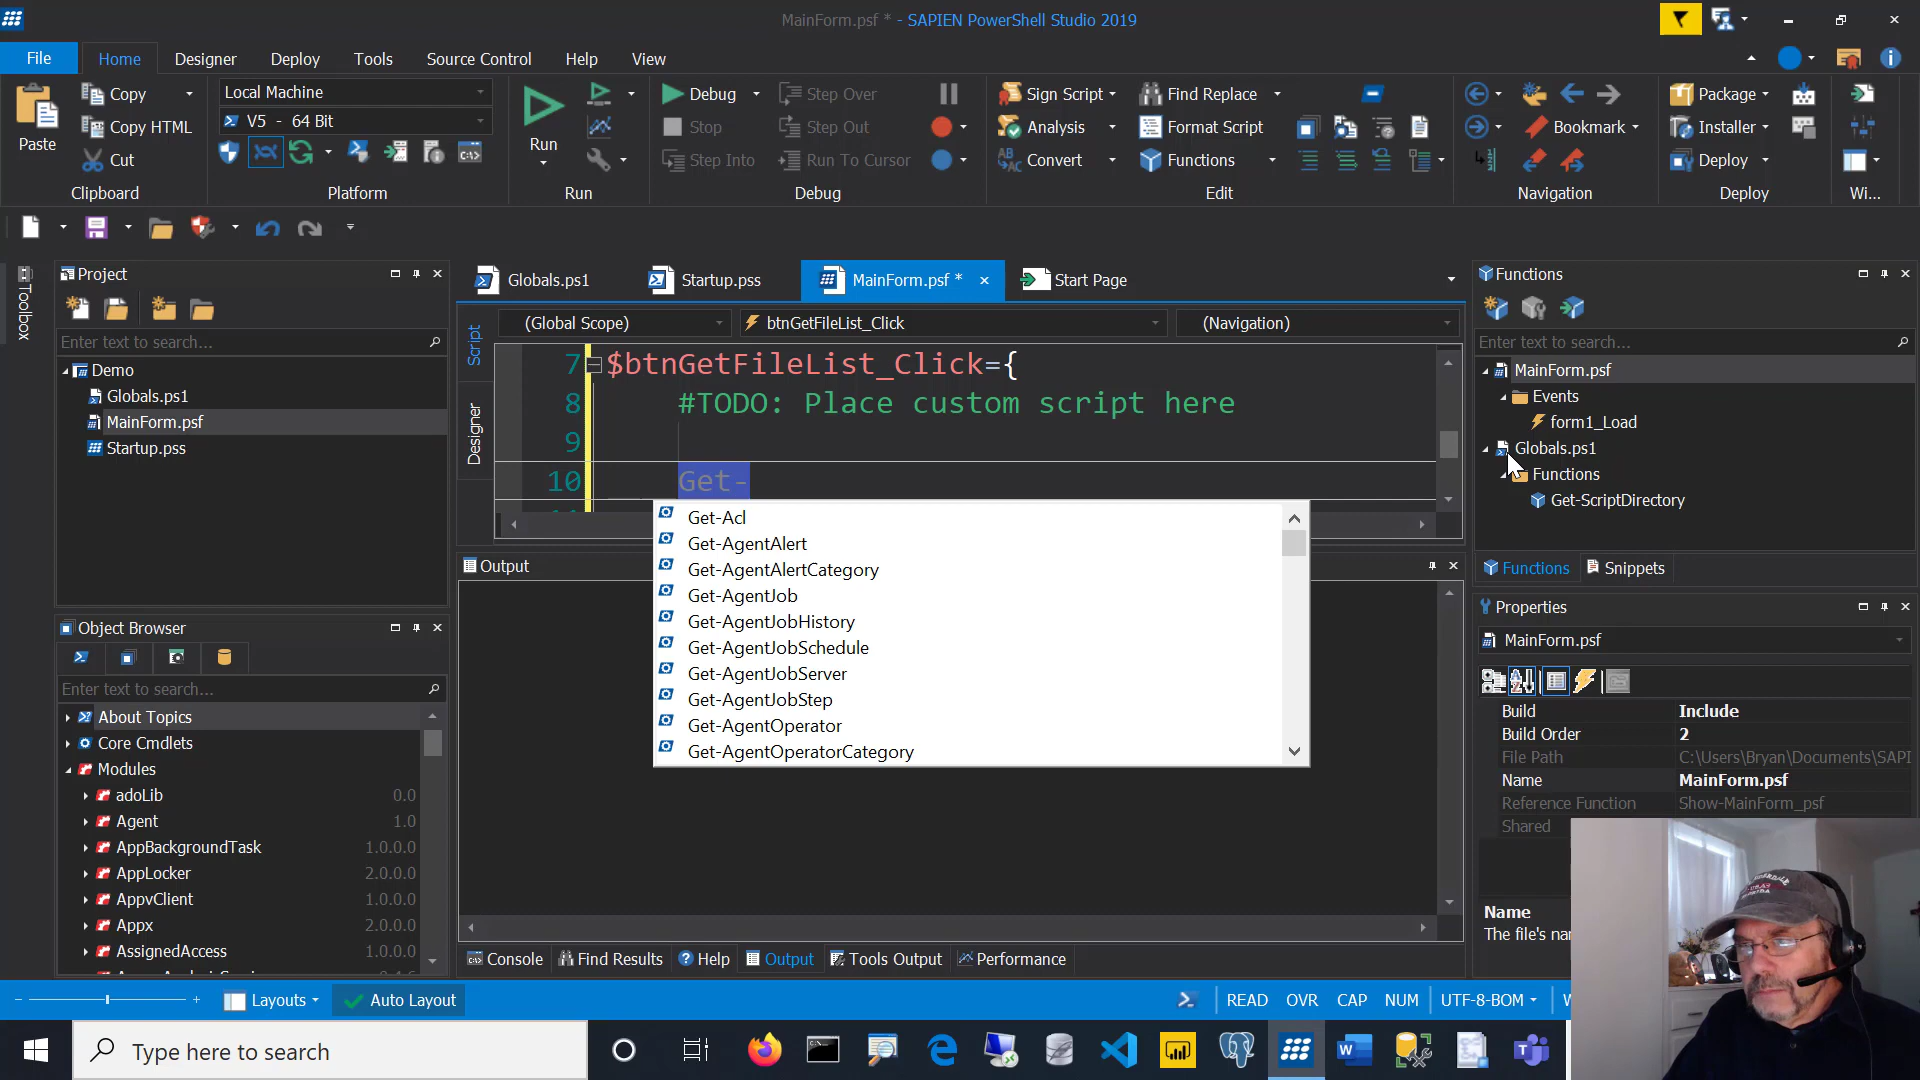 MainForm.psf * - SAPIEN PowerShell Studio 2019
File Home Designer Deploy Tools Source Control Help View
Paste
Copy
Copy HTML
Cut
Clipboard
Local Machine
V5 - 64 Bit
Platform
Run
Run
Debug
Stop
Step Into
Step Over
Step Out
Run To Cursor
Debug
Sign Script
Analysis
Convert
Find Replace
Format Script
Functions
Edit
Bookmark
Navigation
Package
Installer
Deploy
Deploy
Wi...
Toolbox
Project
Enter text to search...
Demo
Globals.ps1
MainForm.psf
Startup.pss
Object Browser
Enter text to search...
About Topics
Core Cmdlets
Modules
adoLib 0.0
Agent 1.0
AppBackgroundTask 1.0.0.0
AppLocker 2.0.0.0
AppvClient 1.0.0.0
Appx 2.0.0.0
AssignedAccess 1.0.0.0
Globals.ps1 Startup.pss MainForm.psf * Start Page
Script
Designer
(Global Scope) btnGetFileList_Click (Navigation)
7 $btnGetFileList_Click={
8 #TODO: Place custom script here
9
10 Get-
Get-Acl
Get-AgentAlert
Get-AgentAlertCategory
Get-AgentJob
Get-AgentJobHistory
Get-AgentJobSchedule
Get-AgentJobServer
Get-AgentJobStep
Get-AgentOperator
Get-AgentOperatorCategory
Output
Console Find Results Help Output Tools Output Performance
Functions
Enter text to search...
MainForm.psf
Events
form1_Load
Globals.ps1
Functions
Get-ScriptDirectory
Functions Snippets
Properties
MainForm.psf
Build Include
Build Order 2
File Path C:\Users\Bryan\Documents\SAPI
Name MainForm.psf
Reference Function Show-MainForm_psf
Shared
Name
The file's na
Layouts Auto Layout
READ OVR CAP NUM UTF-8-BOM
Type here to search